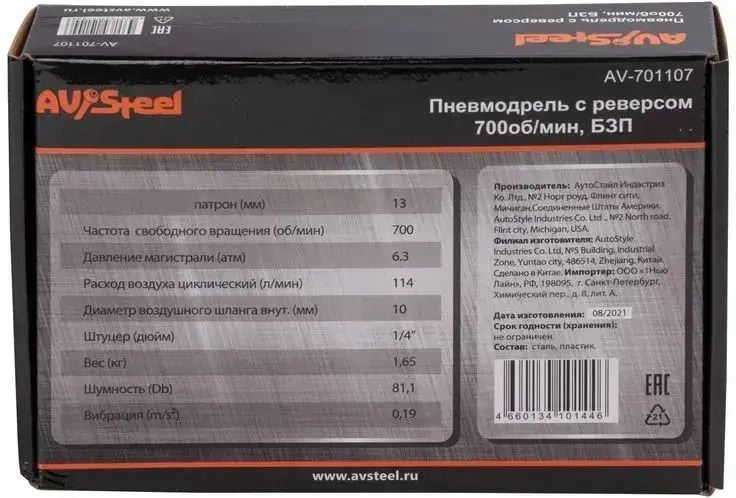 Пневмодрель с реверсом
700об/мин, БЗП
AV Steel
AV-701107
www.avsteel.ru
EAC
AV Steel
AV-701107
Пневмодрель с реверсом
700об/мин, БЗП
патрон (мм) 13
Частота свободного вращения (об/мин) 700
Давление магистрали (атм) 6.3
Расход воздуха циклический (л/мин) 114
Диаметр воздушного шланга внут. (мм) 10
Штуцер (дюйм) 1/4"
Вес (кг) 1,65
Шумность (Db) 81,1
Вибрация (m/s²) 0,19
Производитель: АутоСтайл Индастриз
Ко. Лтд., №2 Норт роуд, Флинт сити,
Мичиган,Соединенные Штаты Америки.
AutoStyle Industries Co. Ltd ., №2 North road,
Flint city, Michigan, USA.
Филиал изготовителя: AutoStyle
Industries Co. Ltd, №5 Building, Industrial
Zone, Yuntao city, 486514, Zhejiang, Китай.
Сделано в Китае. Импортер: ООО «1Нью
Лайн», РФ, 198095, г. Санкт-Петербург,
Химический пер., д. 8, лит. А.
Дата изготовления: 08/2021
Срок годности (хранения):
не ограничен.
Состав: сталь, пластик.
4 660134 101446
EAC
21
www.avsteel.ru